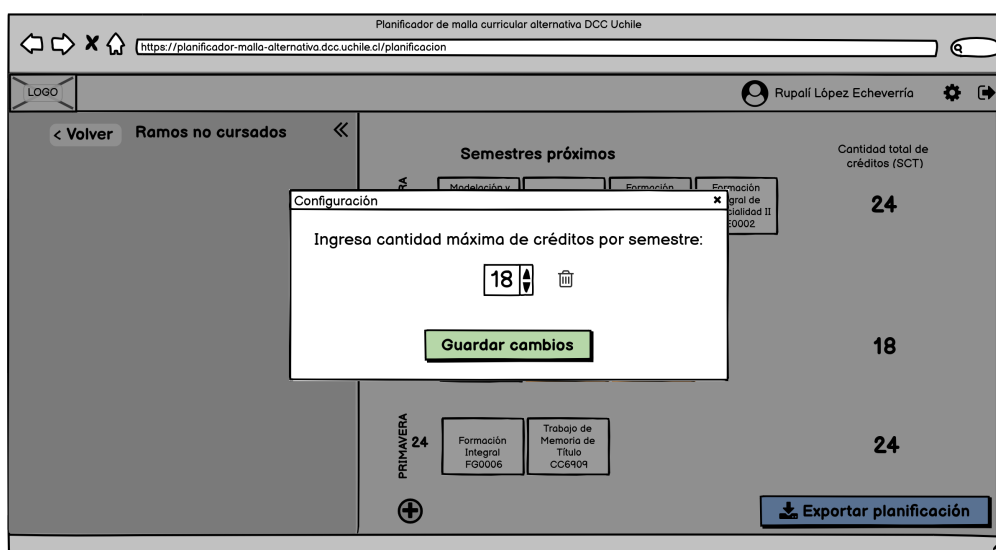 Planificador de malla curricular alternativa DCC Uchile
https://planificador-malla-alternativa.dcc.uchile.cl/planificacion
LOGO
Rupalí López Echeverría
< Volver
Ramos no cursados
Semestres próximos
Cantidad total de
créditos (SCT)
Modelación y
Formación
Formación
II
0002
24
Configuración
Ingresa cantidad máxima de créditos por semestre:
18
Guardar cambios
18
PRIMAVERA
24
Formación
Integral
FG0006
Trabajo de
Memoria de
Título
CC6909
24
Exportar planificación